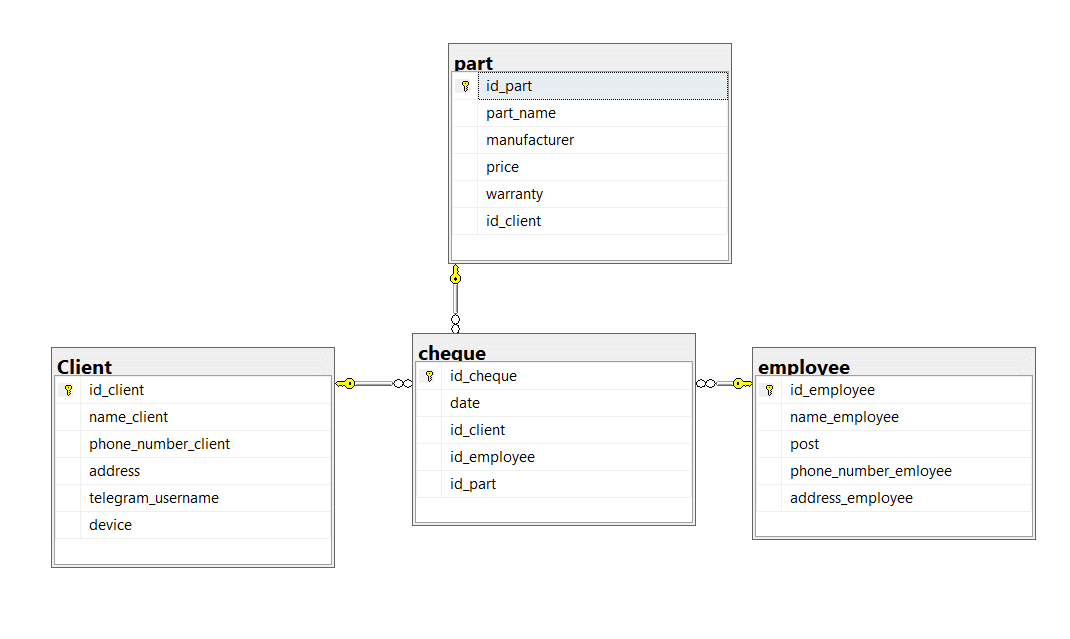 part
id_part
part_name
manufacturer
price
warranty
id_client
Client
id_client
name_client
phone_number_client
address
telegram_username
device
cheque
id_cheque
date
id_client
id_employee
id_part
employee
id_employee
name_employee
post
phone_number_emloyee
address_employee